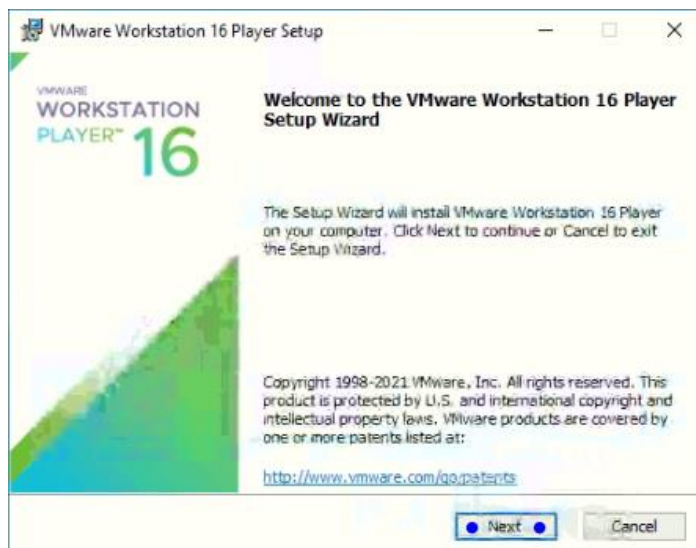 VMware Workstation 16 Player Setup
VMWARE
WORKSTATION
PLAYER™ 16
Welcome to the VMware Workstation 16 Player
Setup Wizard
The Setup Wizard will install VMware Workstation 16 Player
on your computer. Click Next to continue or Cancel to exit
the Setup Wizard.
Copyright 1998-2021 VMware, Inc. All rights reserved. This
product is protected by U.S. and international copyright and
intellectual property laws. VMware products are covered by
one or more patents listed at:
http://www.vmware.com/go/patents
Next
Cancel